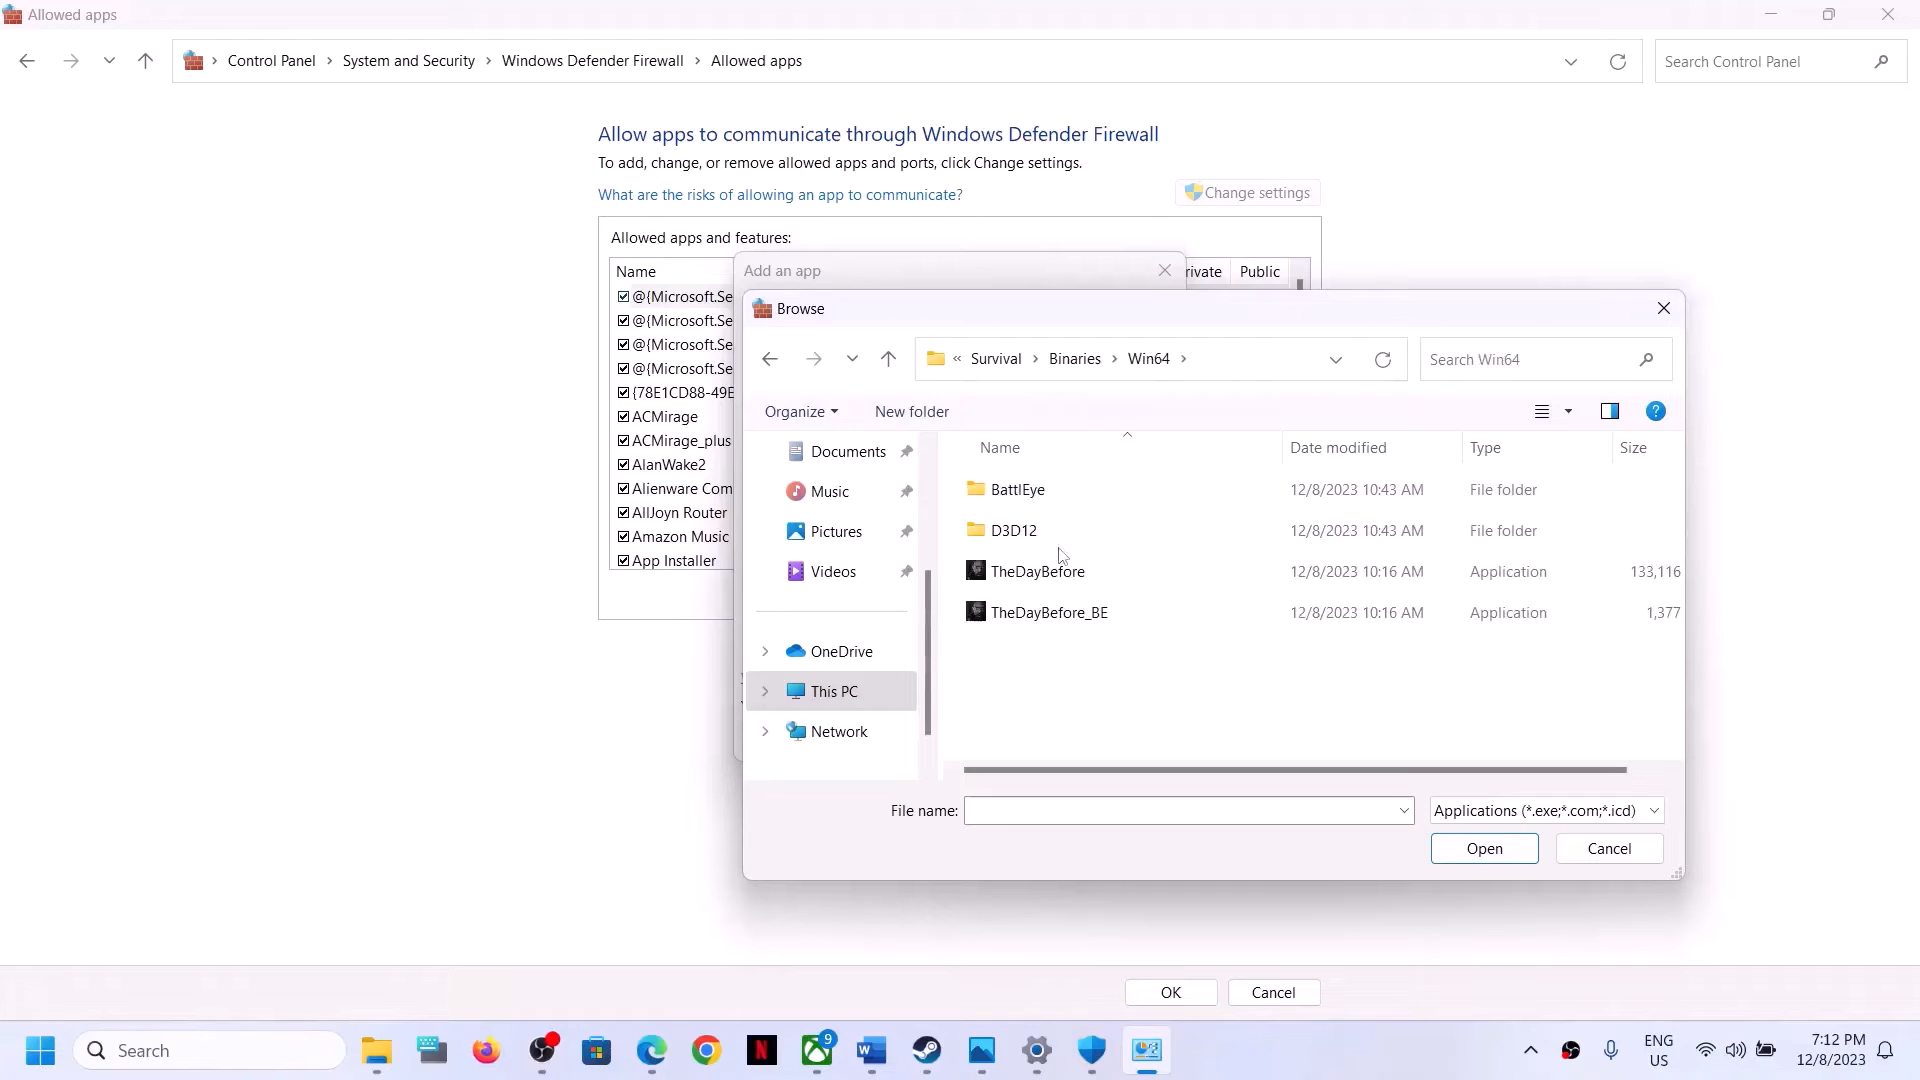 Allowed apps
Control Panel > System and Security > Windows Defender Firewall > Allowed apps
Search Control Panel
Allow apps to communicate through Windows Defender Firewall
To add, change, or remove allowed apps and ports, click Change settings.
What are the risks of allowing an app to communicate?
Change settings
Allowed apps and features:
Name
rivate
Public
@{Microsoft.Se
@{Microsoft.Se
@{Microsoft.Se
@{Microsoft.Se
{78E1CD88-49E
ACMirage
ACMirage_plus
AlanWake2
Alienware Com
AllJoyn Router
Amazon Music
App Installer
Add an app
Browse
« Survival > Binaries > Win64 >
Search Win64
Organize
New folder
Documents
Music
Pictures
Videos
OneDrive
This PC
Network
Name Date modified Type Size
BattlEye 12/8/2023 10:43 AM File folder
D3D12 12/8/2023 10:43 AM File folder
TheDayBefore 12/8/2023 10:16 AM Application 133,116
TheDayBefore_BE 12/8/2023 10:16 AM Application 1,377
File name:
Applications (*.exe;*.com;*.icd)
Open
Cancel
OK
Cancel
Search
9
ENG
US
7:12 PM
12/8/2023